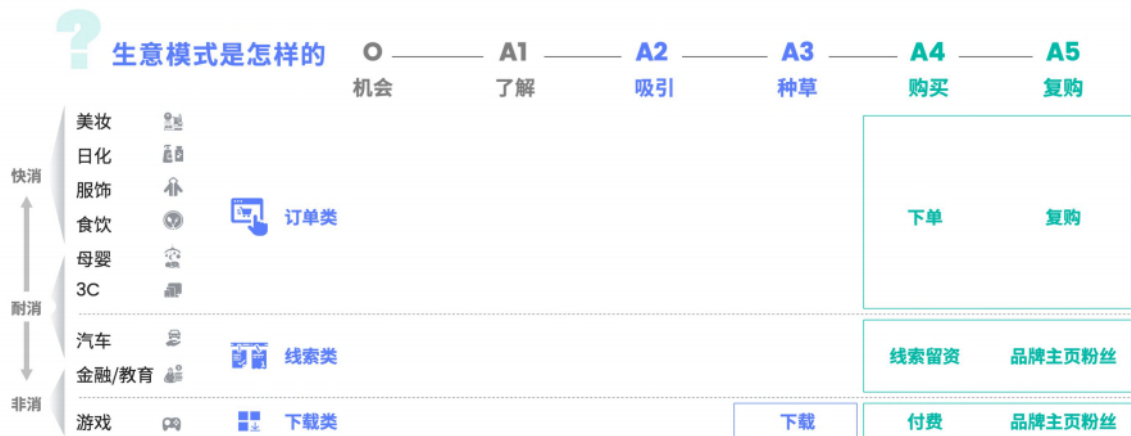 ?
生意模式是怎样的 O A1 A2 A3 A4 A5
机会 了解 吸引 种草 购买 复购
快消
耐消
非消
美妆
日化
服饰
食饮
母婴
3C
订单类 下单 复购
汽车
金融/教育
线索类 线索留资 品牌主页粉丝
游戏 下载类 下载 付费 品牌主页粉丝